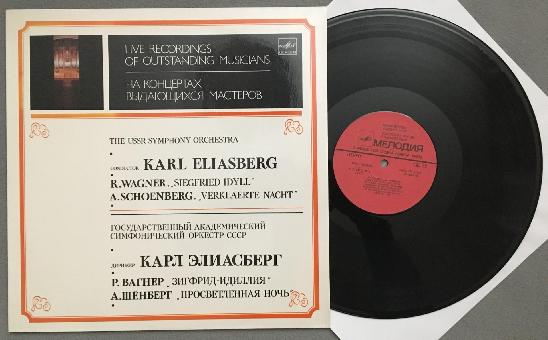 LIVE RECORDINGS
OF OUTSTANDING MUSICIANS
НА КОНЦЕРТАХ
ВЫДАЮЩИХСЯ МАСТЕРОВ
THE USSR SYMPHONY ORCHESTRA
CONDUCTOR KARL ELIASBERG
R. WAGNER „SIEGFRIED IDYLL"
A. SCHOENBERG „VERKLAERTE NACHT"
ГОСУДАРСТВЕННЫЙ АКАДЕМИЧЕСКИЙ
СИМФОНИЧЕСКИЙ ОРКЕСТР СССР
ДИРИЖЕР КАРЛ ЭЛИАСБЕРГ
Р. ВАГНЕР „ЗИГФРИД-ИДИЛЛИЯ"
А. ШЁНБЕРГ „ПРОСВЕТЛЕННАЯ НОЧЬ"
МЕЛОДИЯ